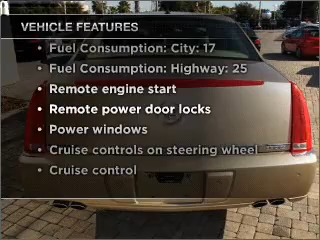 VEHICLE FEATURES
• Fuel Consumption: City: 17
• Fuel Consumption: Highway: 25
• Remote engine start
• Remote power door locks
• Power windows
• Cruise controls on steering wheel
• Cruise control